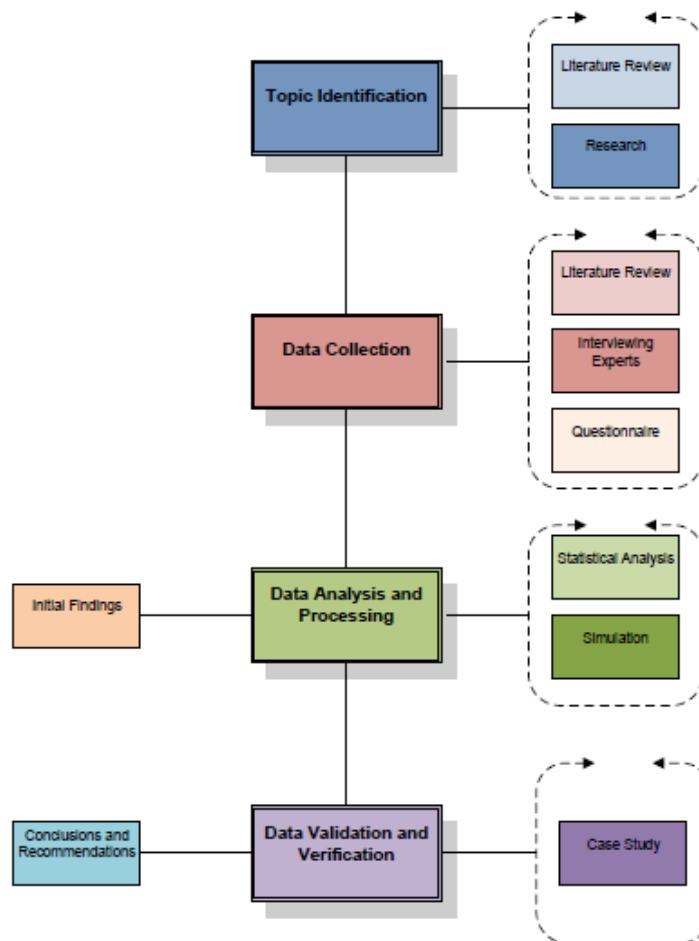 Topic Identification
Literature Review
Research
Data Collection
Literature Review
Interviewing
Experts
Questionnaire
Initial Findings
Data Analysis and
Processing
Statistical Analysis
Simulation
Conclusions and
Recommendations
Data Validation and
Verification
Case Study